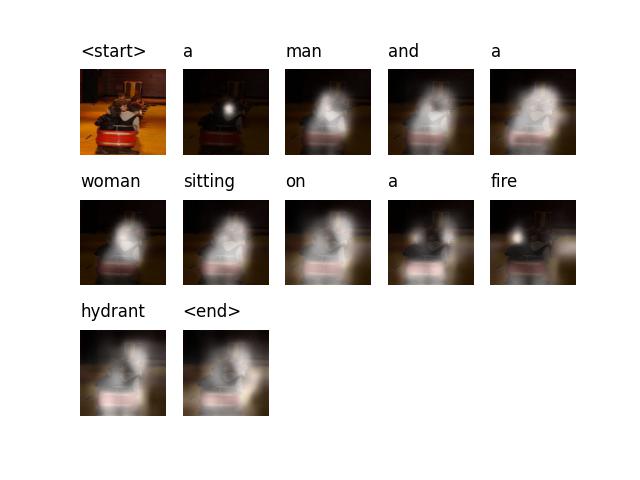 <start> a man and a
woman sitting on a fire
hydrant <end>